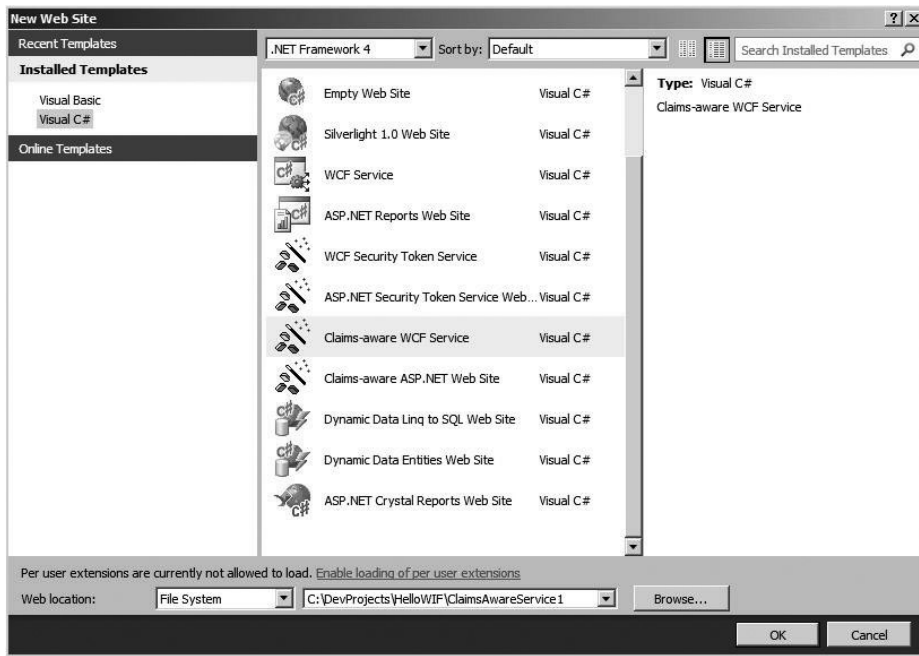 New Web Site
Recent Templates
Installed Templates
Visual Basic
Visual C#
Online Templates
.NET Framework 4
Sort by: Default
Search Installed Templates
Empty Web Site Visual C#
Silverlight 1.0 Web Site Visual C#
WCF Service Visual C#
ASP.NET Reports Web Site Visual C#
WCF Security Token Service Visual C#
ASP.NET Security Token Service Web... Visual C#
Claims-aware WCF Service Visual C#
Claims-aware ASP.NET Web Site Visual C#
Dynamic Data Linq to SQL Web Site Visual C#
Dynamic Data Entities Web Site Visual C#
ASP.NET Crystal Reports Web Site Visual C#
Type: Visual C#
Claims-aware WCF Service
Per user extensions are currently not allowed to load. Enable loading of per user extensions
Web location: File System C:\DevProjects\HelloWIF\ClaimsAwareService1 Browse...
OK Cancel